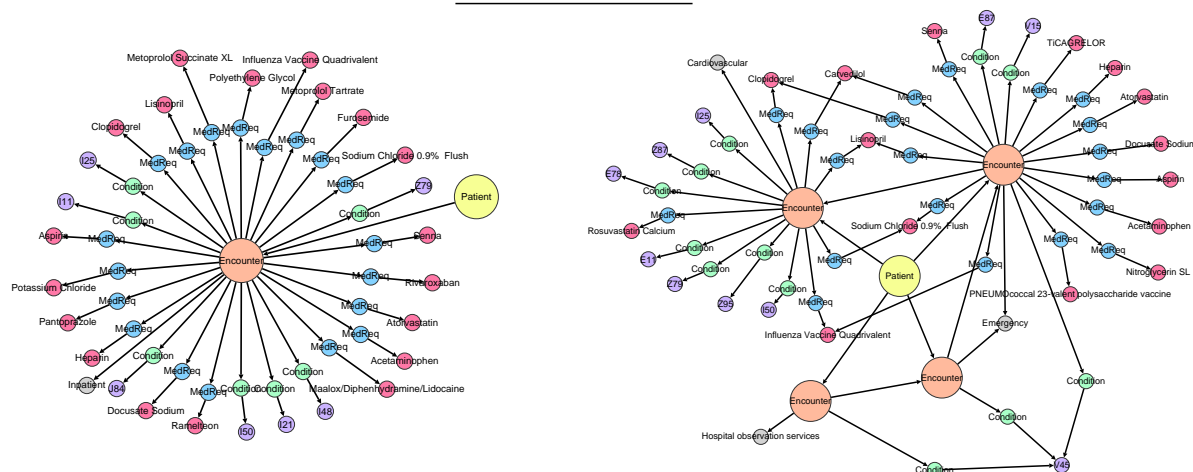 Metoprolol Succinate XL
Influenza Vaccine Quadrivalent
Polyethylene Glycol
Metoprolol Tartrate
Lisinopril
Furosemide
Clopidogrel
MedReq
MedReq
MedReq
MedReq
MedReq
MedReq
MedReq
Sodium Chloride 0.9% Flush
I25
Condition
MedReq
Z79
Patient
I11
Condition
Condition
Aspirin
MedReq
MedReq
Senna
Encounter
Potassium Chloride
MedReq
MedReq
Rivaroxaban
Pantoprazole
MedReq
MedReq
Atorvastatin
MedReq
MedReq
Heparin
Condition
MedReq
Acetaminophen
Inpatient
I84
MedReq
Condition
Maalox/Diphenhydramine/Lidocaine
Docusate Sodium
MedReq
Condition
Condition
Ramelteon
I50
I21
I48
E87
V15
Senna
TiCAGRELOR
Cardiovascular
Condition
Clopidogrel
Carvedilol
MedReq
Condition
Heparin
MedReq
MedReq
MedReq
Atorvastatin
I25
MedReq
MedReq
MedReq
MedReq
Condition
Lisinopril
Docusate Sodium
Z87
MedReq
MedReq
MedReq
E78
Condition
Encounter
Condition
MedReq
Aspirin
Rosuvastatin Calcium
MedReq
Encounter
MedReq
MedReq
Sodium Chloride 0.9% Flush
Acetaminophen
E11
Condition
Condition
MedReq
MedReq
Z79
Condition
MedReq
Patient
MedReq
Nitroglycerin SL
Z95
I50
Condition
MedReq
PNEUMOcoccal 23-valent polysaccharide vaccine
Influenza Vaccine Quadrivalent
Emergency
Encounter
Encounter
Condition
Condition
Hospital observation services
Condition
V45